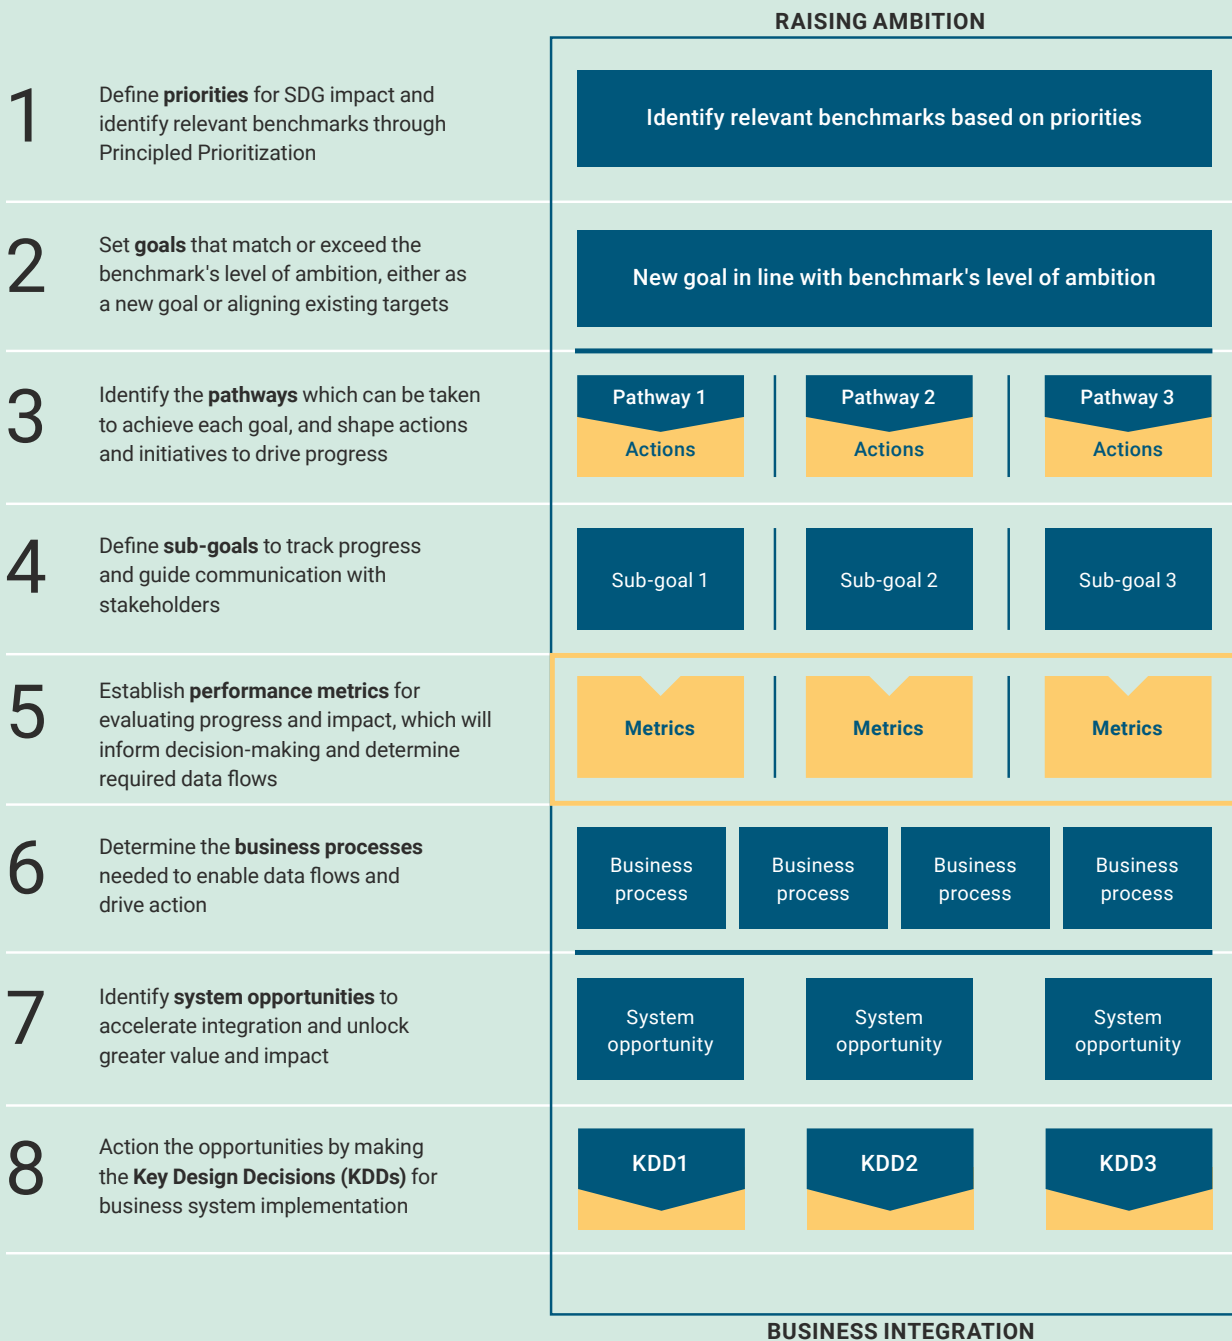 RAISING AMBITION
1
Define priorities for SDG impact and
identify relevant benchmarks through
Principled Prioritization
Identify relevant benchmarks based on priorities
2
Set goals that match or exceed the
benchmark's level of ambition, either as
a new goal or aligning existing targets
New goal in line with benchmark's level of ambition
3
Identify the pathways which can be taken
to achieve each goal, and shape actions
and initiatives to drive progress
Pathway 1
Actions
Pathway 2
Actions
Pathway 3
Actions
4
Define sub-goals to track progress
and guide communication with
stakeholders
Sub-goal 1
Sub-goal 2
Sub-goal 3
5
Establish performance metrics for
evaluating progress and impact, which will
inform decision-making and determine
required data flows
Metrics
Metrics
Metrics
6
Determine the business processes
needed to enable data flows and
drive action
Business
process
Business
process
Business
process
Business
process
7
Identify system opportunities to
accelerate integration and unlock
greater value and impact
System
opportunity
System
opportunity
System
opportunity
8
Action the opportunities by making
the Key Design Decisions (KDDs) for
business system implementation
KDD1
KDD2
KDD3
BUSINESS INTEGRATION